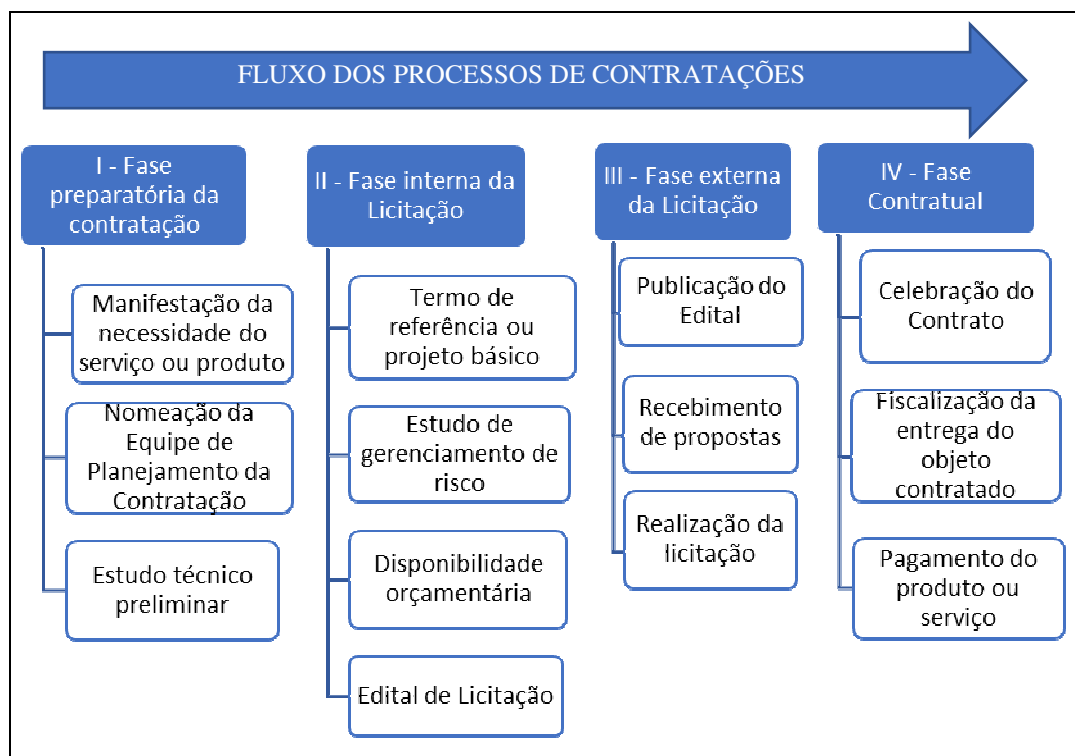 FLUXO DOS PROCESSOS DE CONTRATAÇÕES
I - Fase
preparatória da
contratação
Manifestação da
necessidade do
serviço ou produto
Nomeação da
Equipe de
Planejamento da
Contratação
Estudo técnico
preliminar
II - Fase interna da
Licitação
Termo de
referência ou
projeto básico
Estudo de
gerenciamento de
risco
Disponibilidade
orçamentária
Edital de Licitação
III - Fase externa
da Licitação
Publicação do
Edital
Recebimento
de propostas
Realização da
licitação
IV - Fase
Contratual
Celebração do
Contrato
Fiscalização da
entrega do
objeto
contratado
Pagamento do
produto ou
serviço